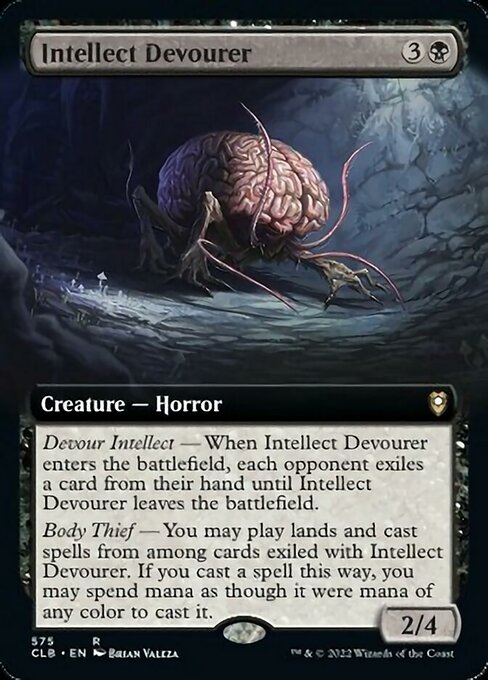 Intellect Devourer 3
Creature — Horror
Devour Intellect — When Intellect Devourer
enters the battlefield, each opponent exiles
a card from their hand until Intellect
Devourer leaves the battlefield.
Body Thief — You may play lands and cast
spells from among cards exiled with Intellect
Devourer. If you cast a spell this way, you
may spend mana as though it were mana of
any color to cast it.
2/4
575 R
CLB • EN BRIAN VALEZA
™ & © 2022 Wizards of the Coast